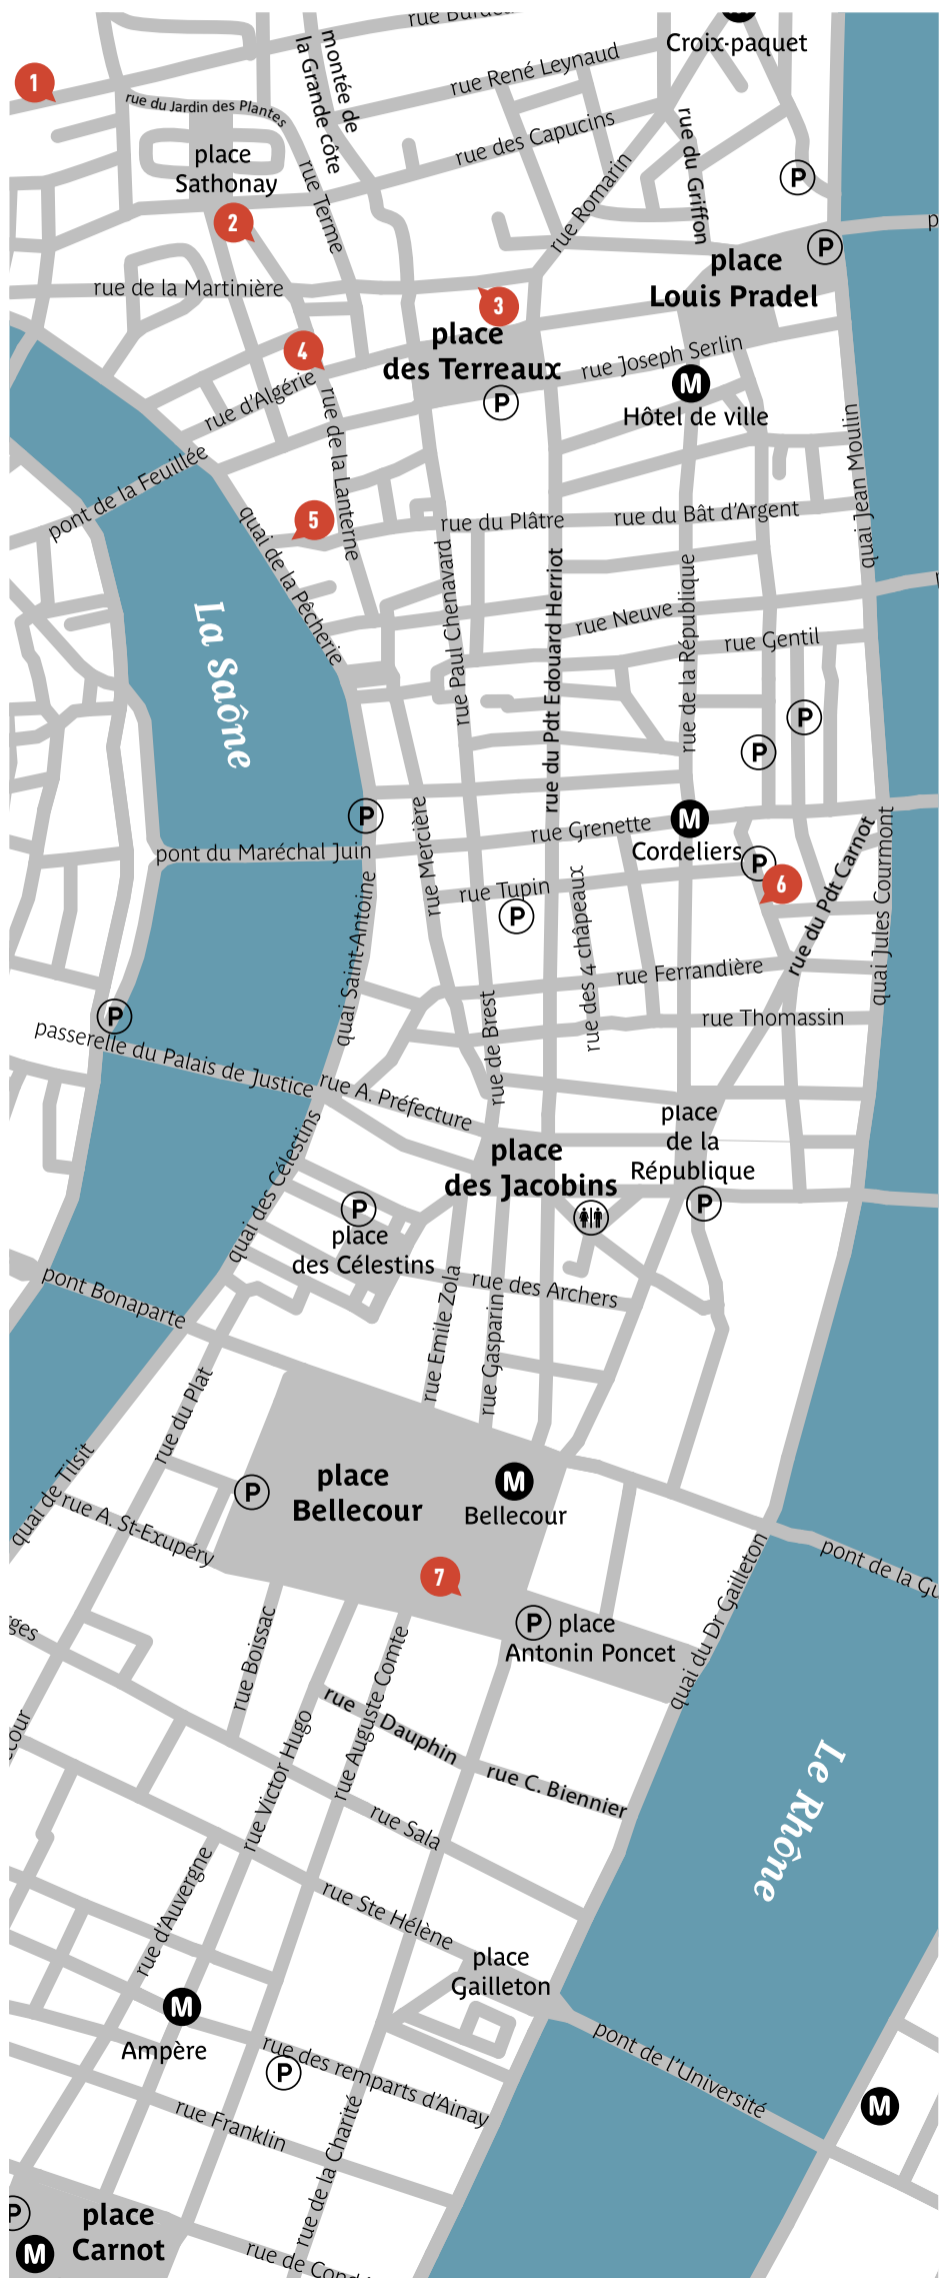 Croix-paquet
rue René Leynaud
montée de
la Grande côte
1
rue du Jardin des Plantes
rue des Capucins
rue du Griffon
place
Sathonay
rue Terme
rue Romarin
P
2
P
place
Louis Pradel
rue de la Martinière
3
place
des Terreaux
4
rue Joseph Serlin
M
Hôtel de ville
rue d'Algérie
P
rue de la Lanterne
quai Jean Moulin
pont de la Feuillée
5
rue du Plâtre
rue du Bât d'Argent
quai de la Pêcherie
rue Paul Chenavard
rue du Pdt Edouard Herriot
rue de la République
La Saône
rue Neuve
rue Gentil
P
P
P
rue Mercière
rue Grenette
M
Cordeliers
P
pont du Maréchal Juin
6
rue du Pdt Carnot
quai Jules Courmont
rue Tupin
P
rue des 4 châpeaux
quai Saint-Antoine
rue Ferrandière
P
rue Thomassin
passerelle du Palais de Justice
rue A. Préfecture
rue de Brest
place
de la
République
P
place
des Jacobins
quai des Célestins
P
place
des Célestins
rue des Archers
pont Bonaparte
rue Emile Zola
rue Gasparin
rue du Plat
quai de Tilsit
P
place
Bellecour
M
Bellecour
rue A. St-Exupéry
7
pont de la Gu
quai du Dr Gailleton
P place
Antonin Poncet
rue Boissac
rue Auguste Comte
rue Dauphin
rue Victor Hugo
rue C. Biennier
Le Rhône
rue Sala
rue d'Auvergne
rue Ste Hélène
place
Gailleton
M
Ampère
rue des remparts d'Ainay
P
pont de l'Université
M
rue Franklin
rue de la Charité
P
place
Carnot
M